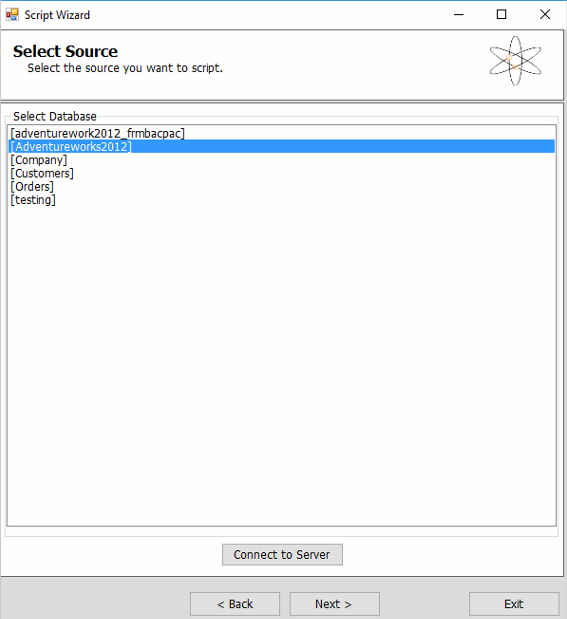 Script Wizard
Select Source
Select the source you want to script.
Select Database
[adventurework2012_frmbacpac]
[Adventureworks2012]
[Company]
[Customers]
[Orders]
[testing]
Connect to Server
< Back
Next >
Exit